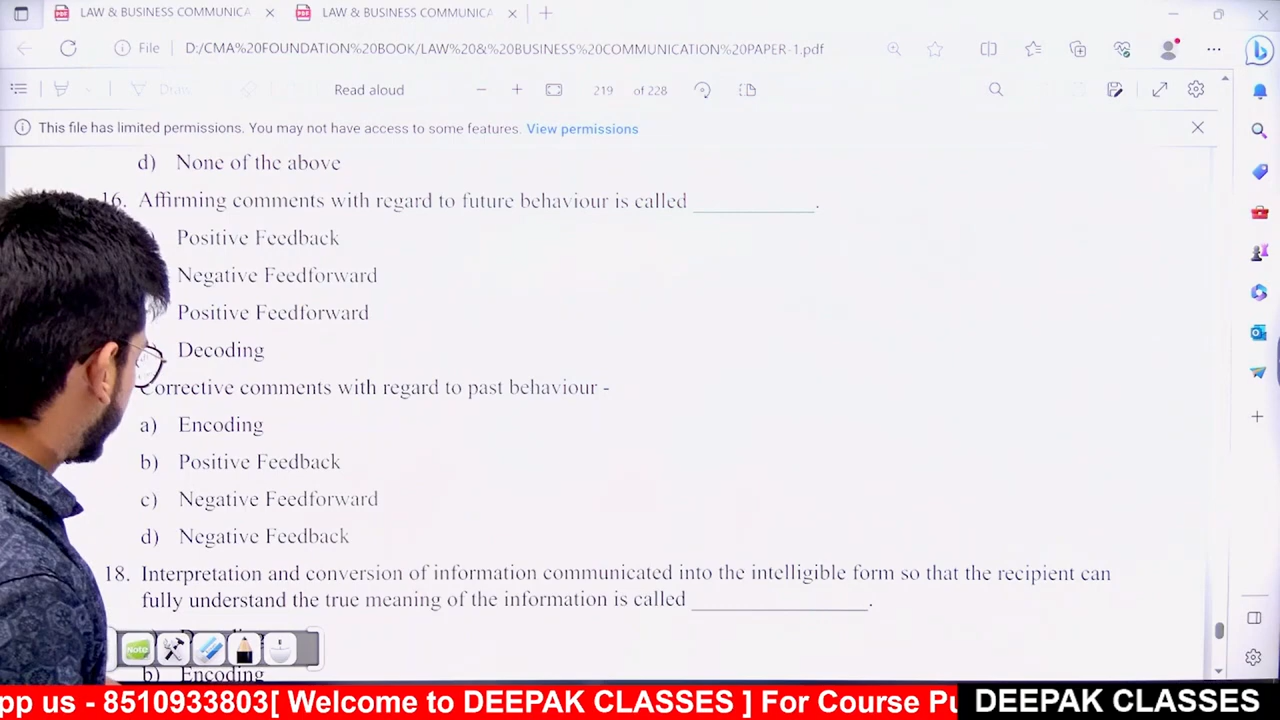 LAW & BUSINESS COMMUNICA
LAW & BUSINESS COMMUNICA
File
D:/CMA%20FOUNDATION%20BOOK/LAW%20&%20BUSINESS%20COMMUNICATION%20PAPER-1.pdf
Draw
Read aloud
219 of 228
This file has limited permissions. You may not have access to some features. View permissions
d) None of the above
16. Affirming comments with regard to future behaviour is called ____________.
Positive Feedback
Negative Feedforward
Positive Feedforward
Decoding
Corrective comments with regard to past behaviour -
a) Encoding
b) Positive Feedback
c) Negative Feedforward
d) Negative Feedback
18. Interpretation and conversion of information communicated into the intelligible form so that the recipient can
fully understand the true meaning of the information is called _________________.
Note
b) Encoding
pp us - 8510933803[ Welcome to DEEPAK CLASSES ] For Course Pu
DEEPAK CLASSES